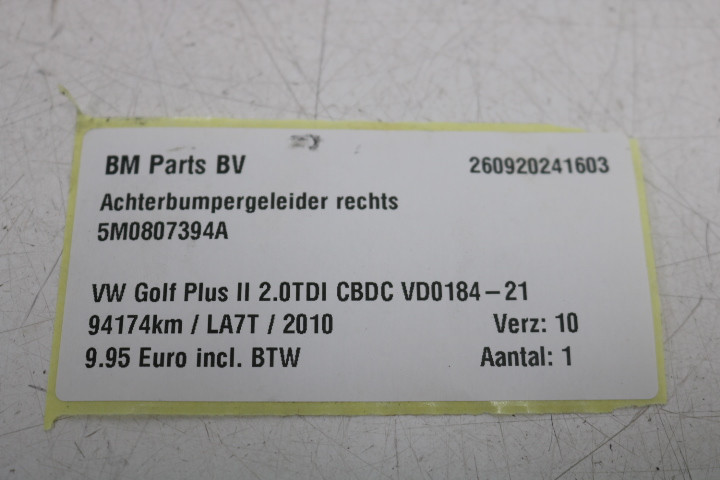 BM Parts BV 260920241603
Achterbumpergeleider rechts
5M0807394A
VW Golf Plus II 2.0TDI CBDC VD0184-21
94174km / LA7T / 2010 Verz: 10
9.95 Euro incl. BTW Aantal: 1